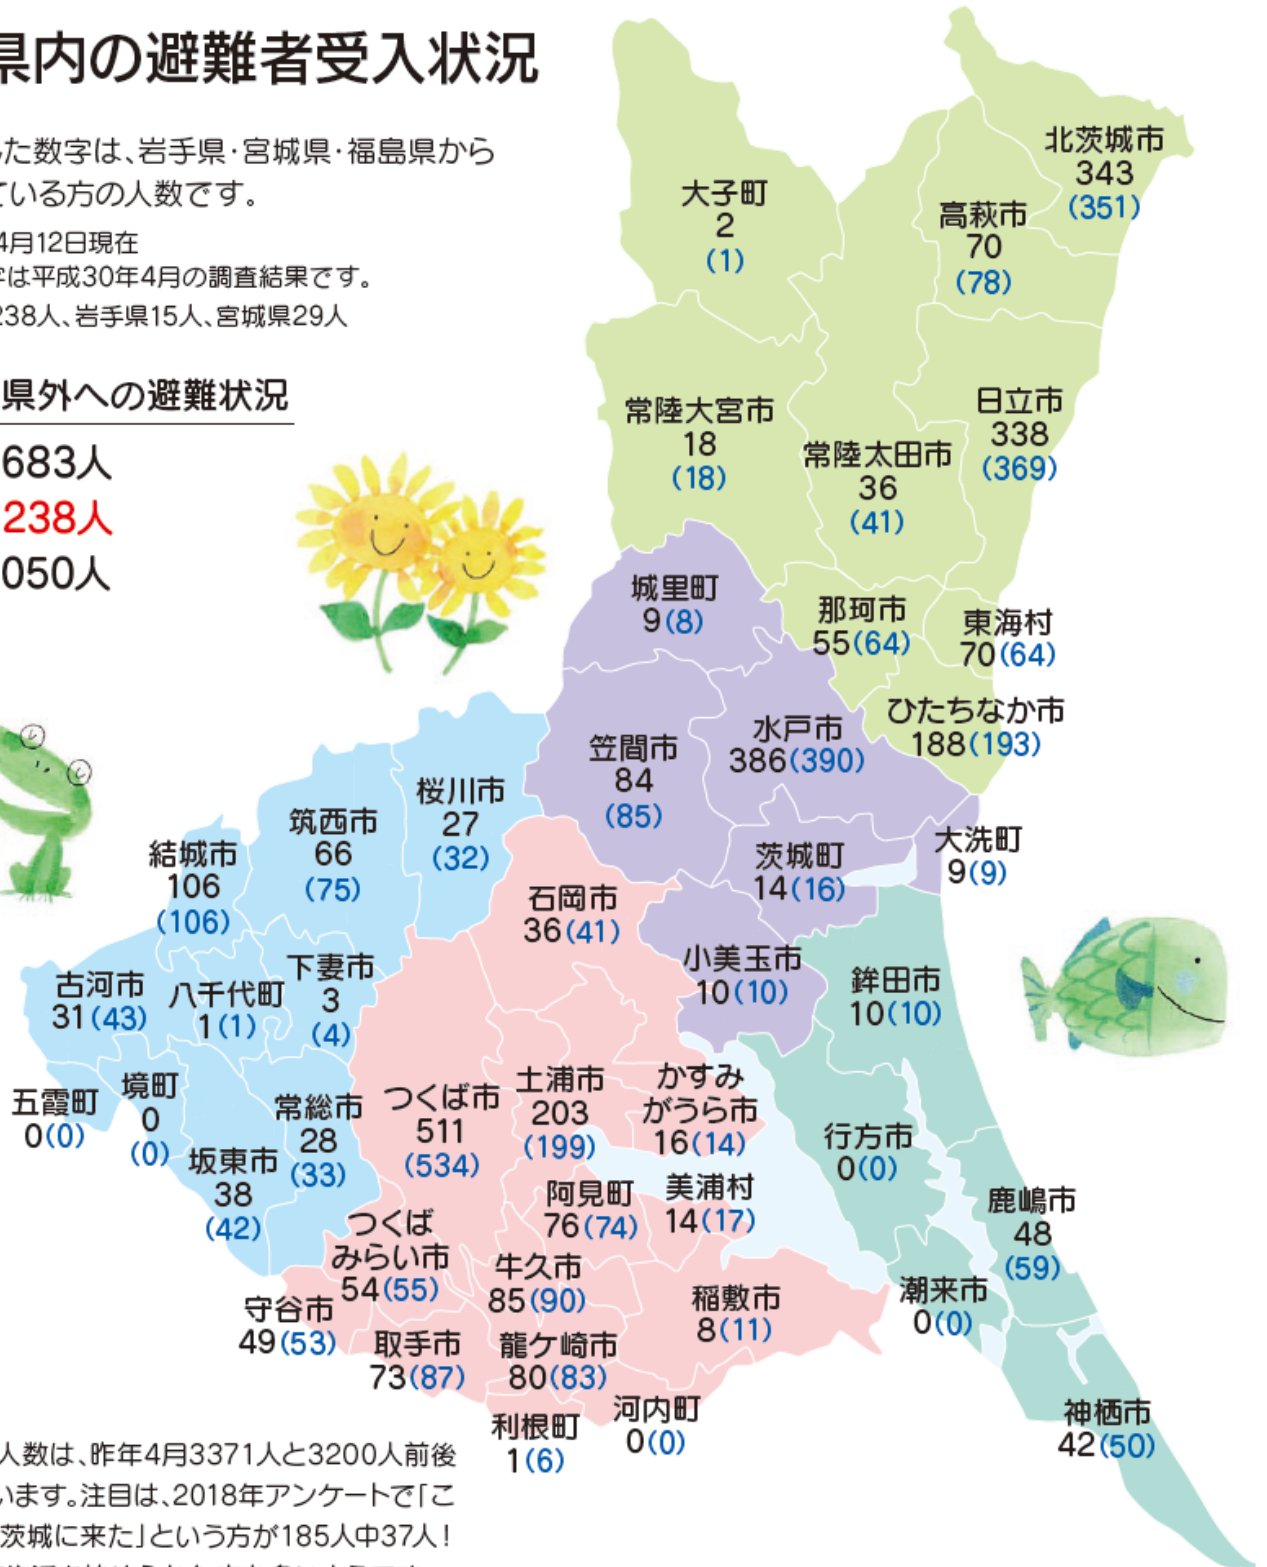 県内の避難者受入状況
た数字は、岩手県・宮城県・福島県から
ている方の人数です。
4月12日現在
字は平成30年4月の調査結果です。
238人、岩手県15人、宮城県29人
県外への避難状況
683人
238人
050人
北茨城市
343
(351)
大子町
2
(1)
高萩市
70
(78)
日立市
338
(369)
常陸大宮市
18
(18)
常陸太田市
36
(41)
城里町
9(8)
那珂市
55(64)
東海村
70(64)
ひたちなか市
188(193)
水戸市
386(390)
笠間市
84
(85)
桜川市
27
(32)
筑西市
66
(75)
結城市
106
(106)
茨城町
14(16)
大洗町
9(9)
石岡市
36(41)
小美玉市
10(10)
鉾田市
10(10)
下妻市
3
(4)
八千代町
1(1)
古河市
31(43)
五霞町
0(0)
境町
0
(0)
常総市
28
(33)
坂東市
38
(42)
つくば市
511
(534)
土浦市
203
(199)
かすみ
がうら市
16(14)
行方市
0(0)
阿見町
76(74)
美浦村
14(17)
鹿嶋市
48
(59)
つくば
みらい市
54(55)
牛久市
85(90)
稲敷市
8(11)
潮来市
0(0)
守谷市
49(53)
取手市
73(87)
龍ケ崎市
80(83)
利根町
1(6)
河内町
0(0)
神栖市
42(50)
人数は、昨年4月3371人と3200人前後
います。注目は、2018年アンケートで「こ
茨城に来た」という方が185人中37人!